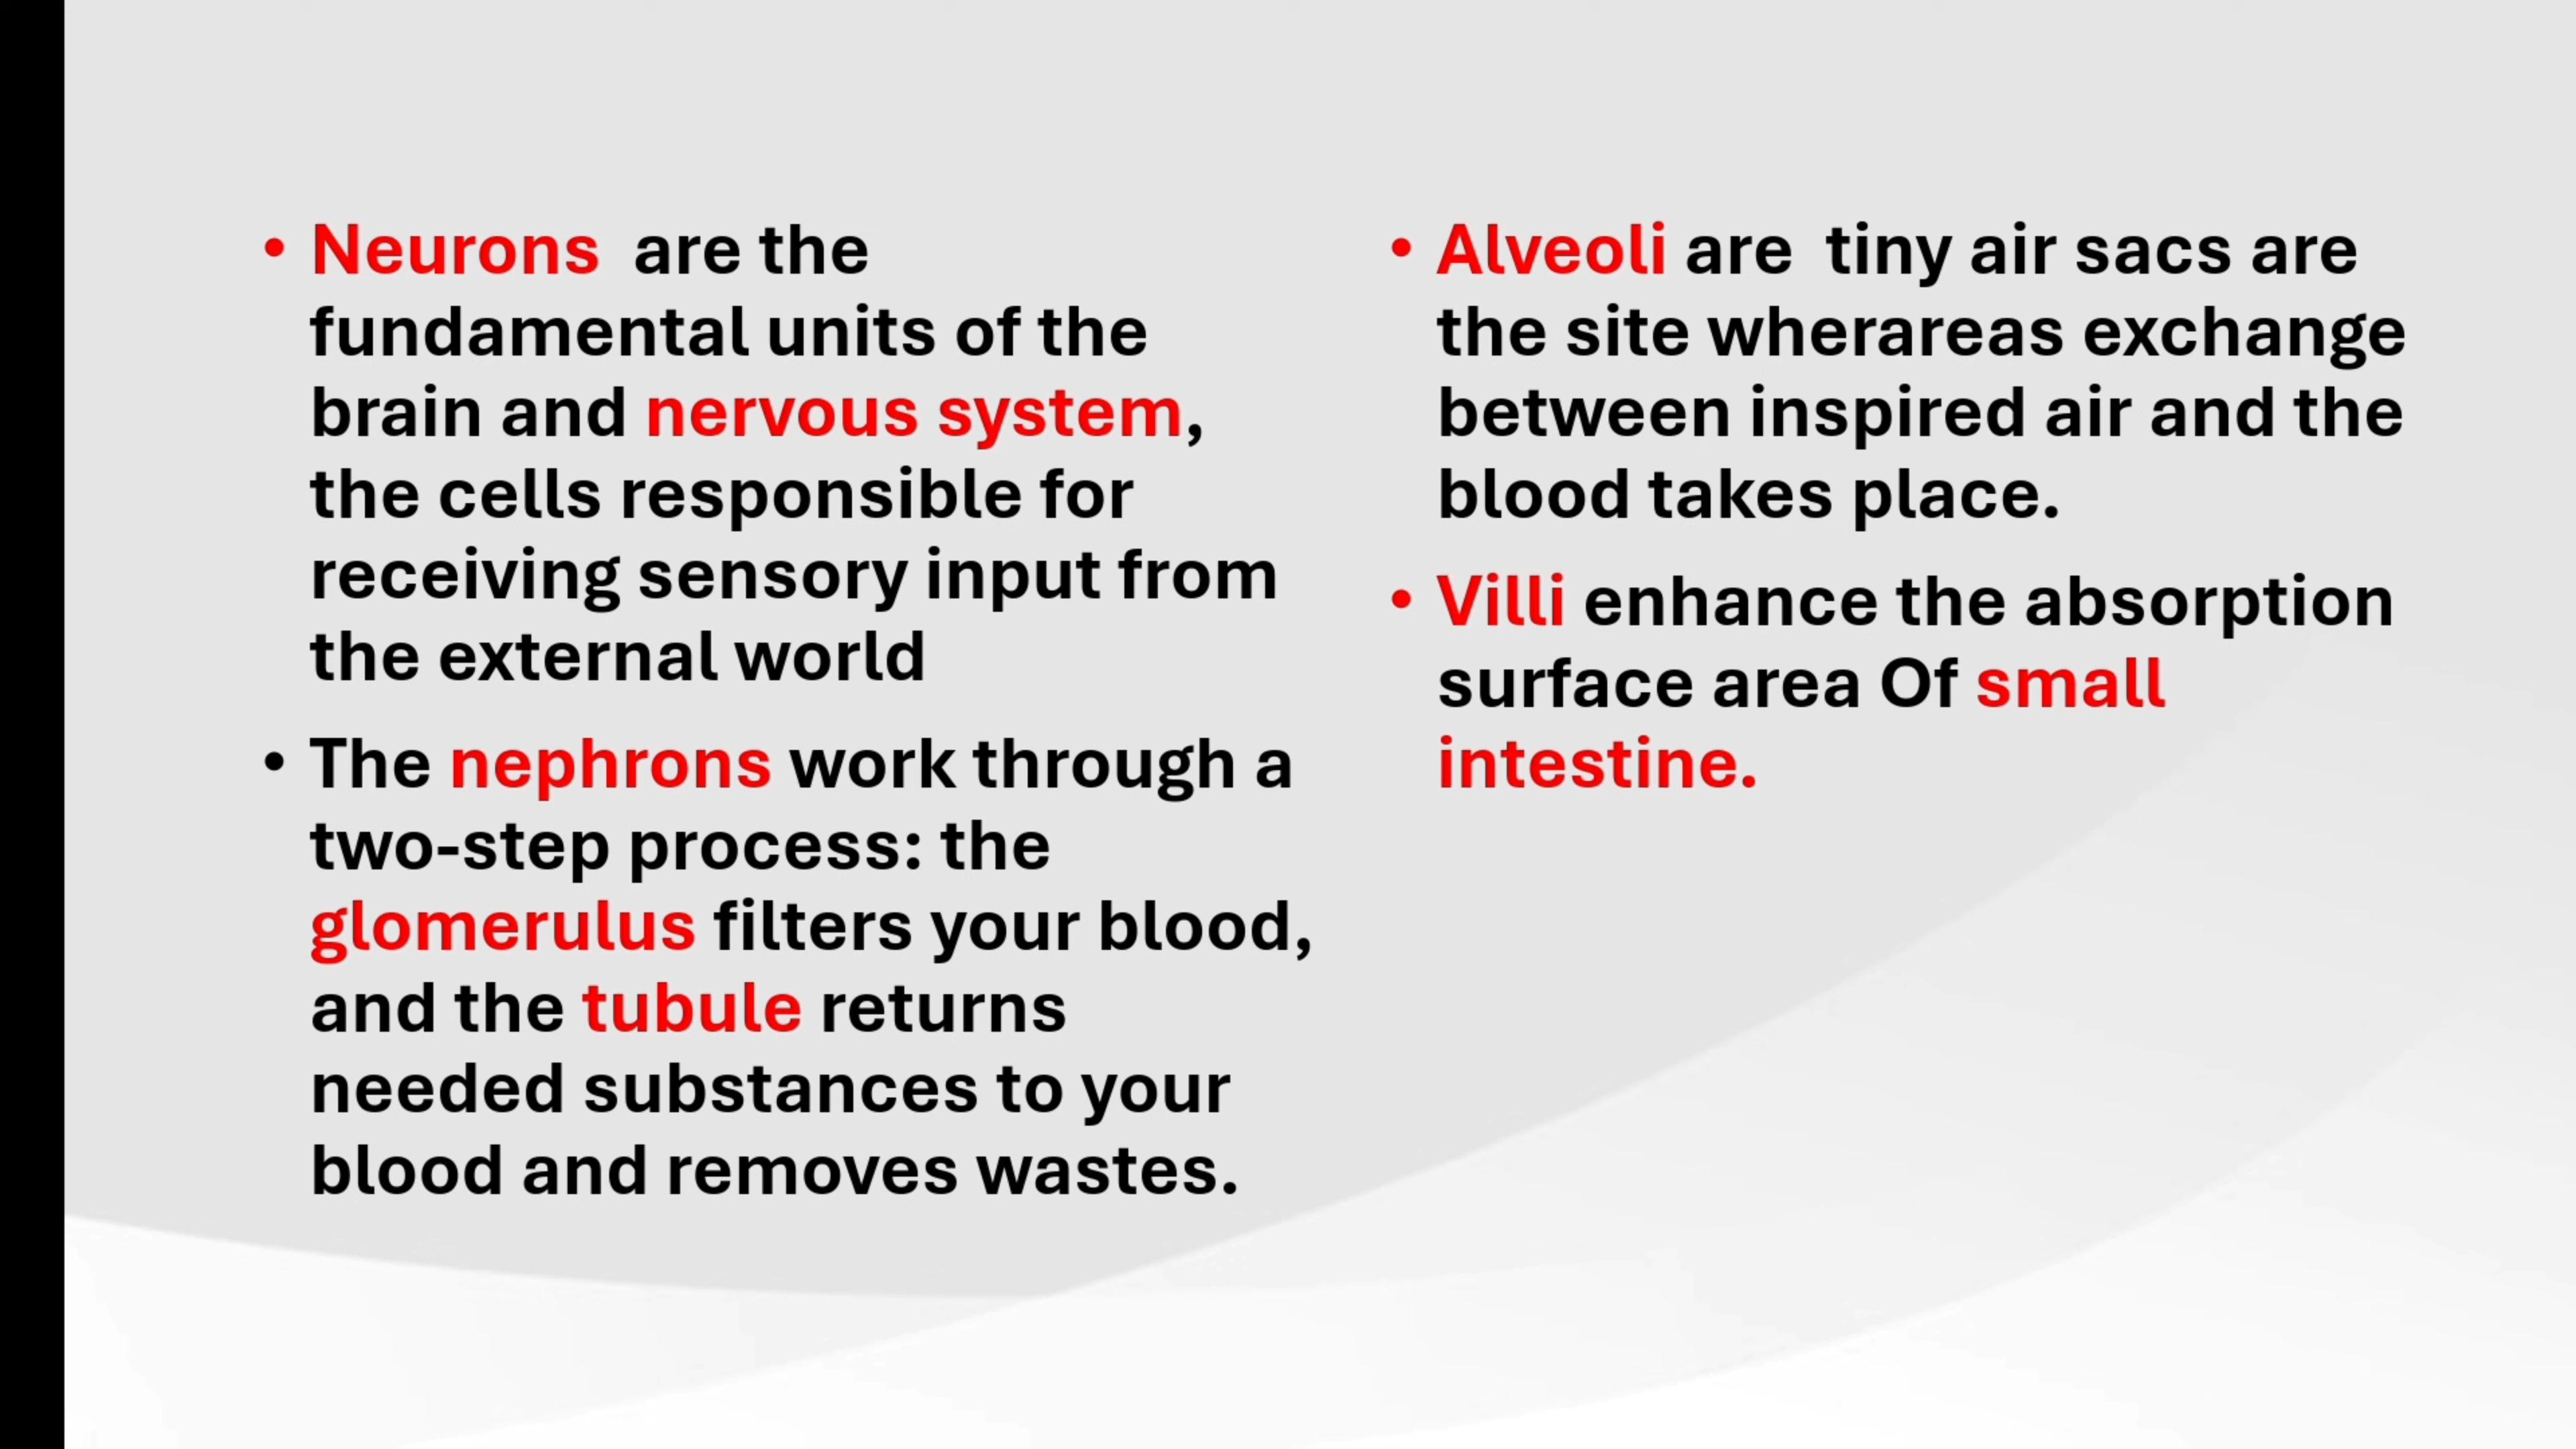 • Neurons  are the
fundamental units of the
brain and nervous system,
the cells responsible for
receiving sensory input from
the external world
• The nephrons work through a
two-step process: the
glomerulus filters your blood,
and the tubule returns
needed substances to your
blood and removes wastes.
• Alveoli are  tiny air sacs are
the site wherareas exchange
between inspired air and the
blood takes place.
• Villi enhance the absorption
surface area Of small
intestine.